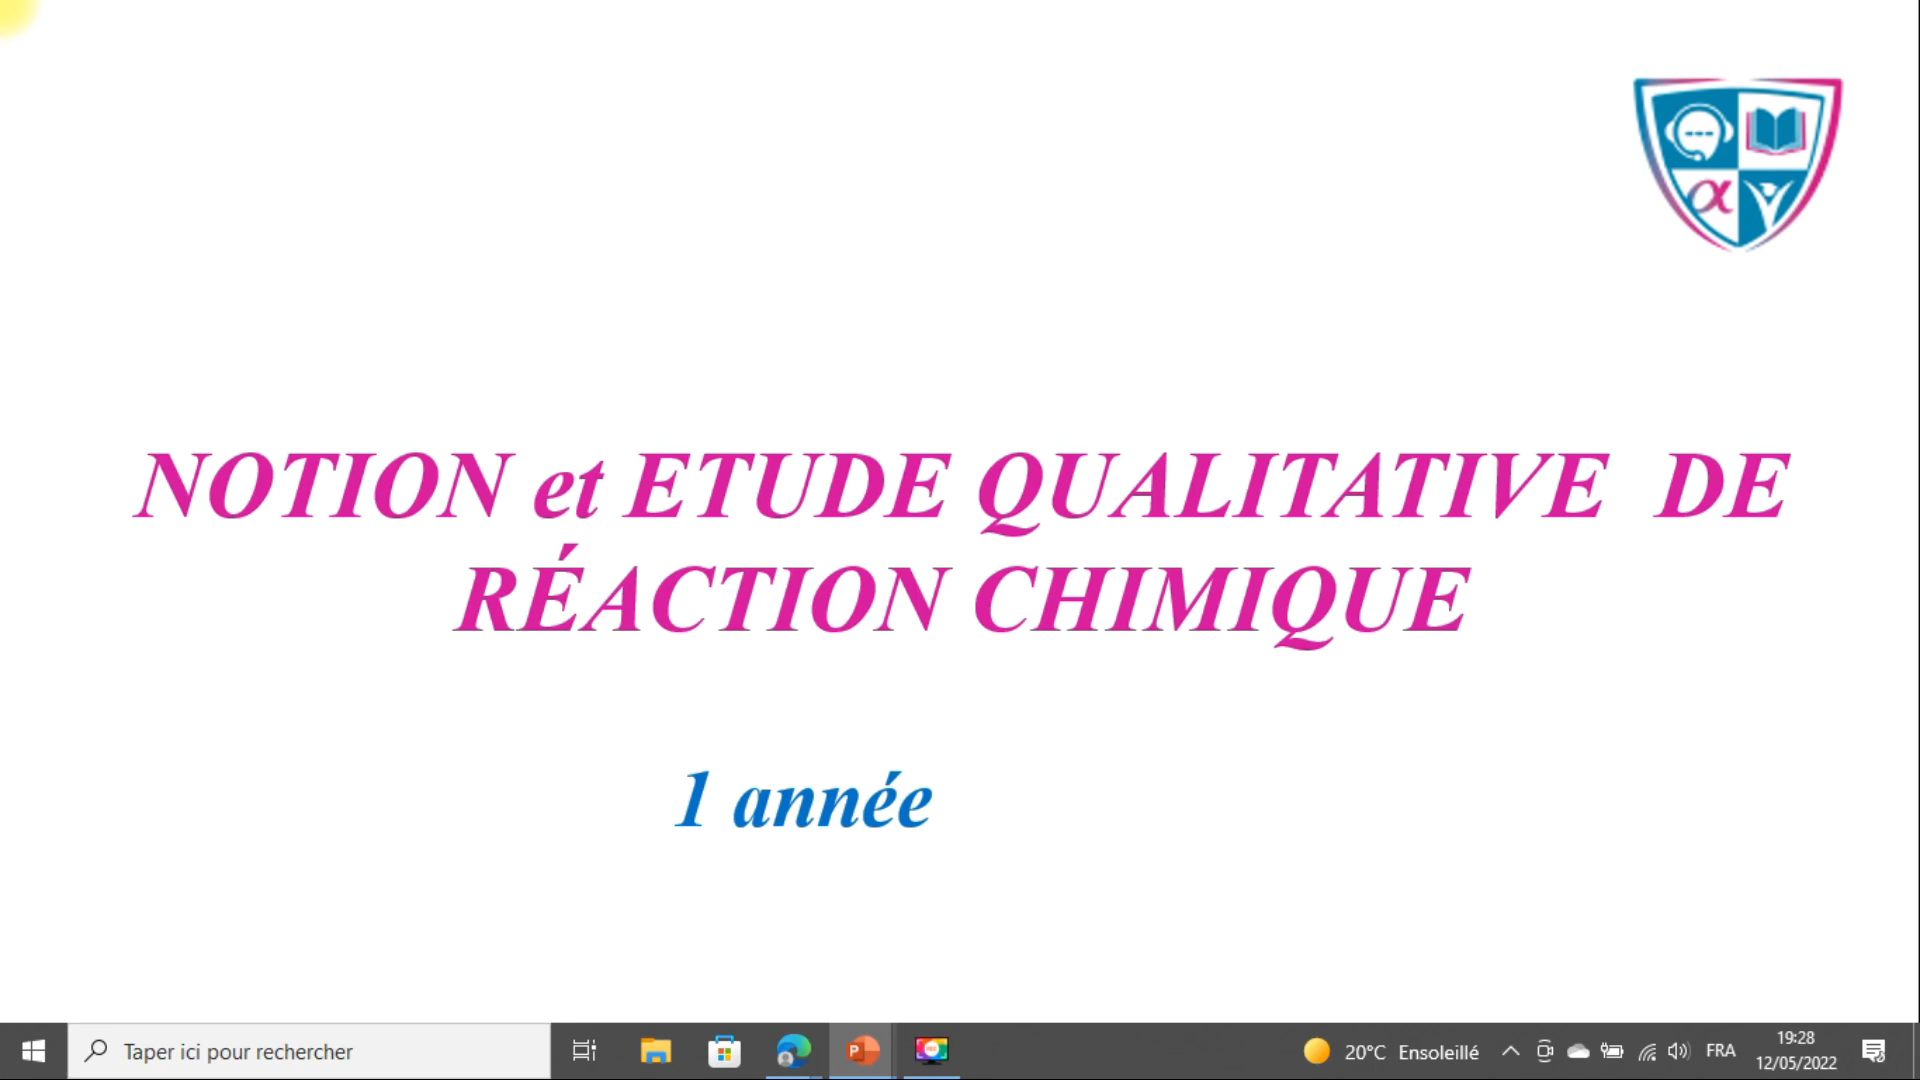 NOTION et ETUDE QUALITATIVE DE
RÉACTION CHIMIQUE
1 année
Taper ici pour rechercher
20°C Ensoleillé
FRA
19:28
12/05/2022